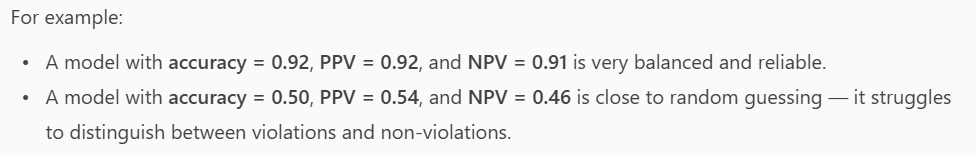 For example:
• A model with accuracy = 0.92, PPV = 0.92, and NPV = 0.91 is very balanced and reliable.
• A model with accuracy = 0.50, PPV = 0.54, and NPV = 0.46 is close to random guessing — it struggles
to distinguish between violations and non-violations.